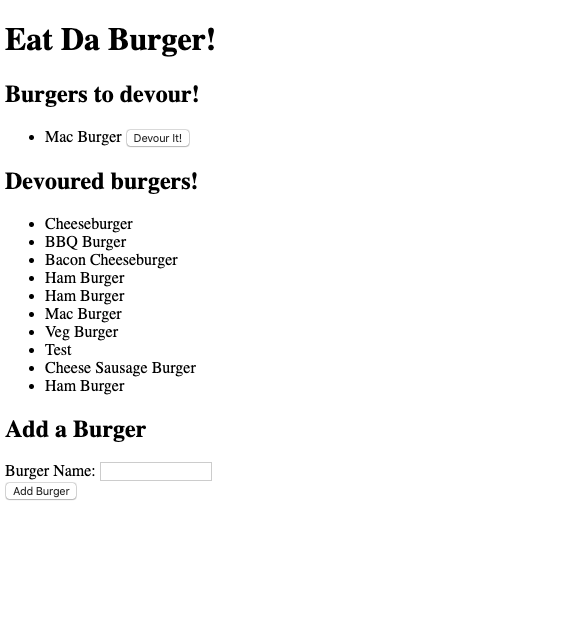 Eat Da Burger!
Burgers to devour!
Mac Burger Devour It!
Devoured burgers!
Cheeseburger
BBQ Burger
Bacon Cheeseburger
Ham Burger
Ham Burger
Mac Burger
Veg Burger
Test
Cheese Sausage Burger
Ham Burger
Add a Burger
Burger Name:
Add Burger